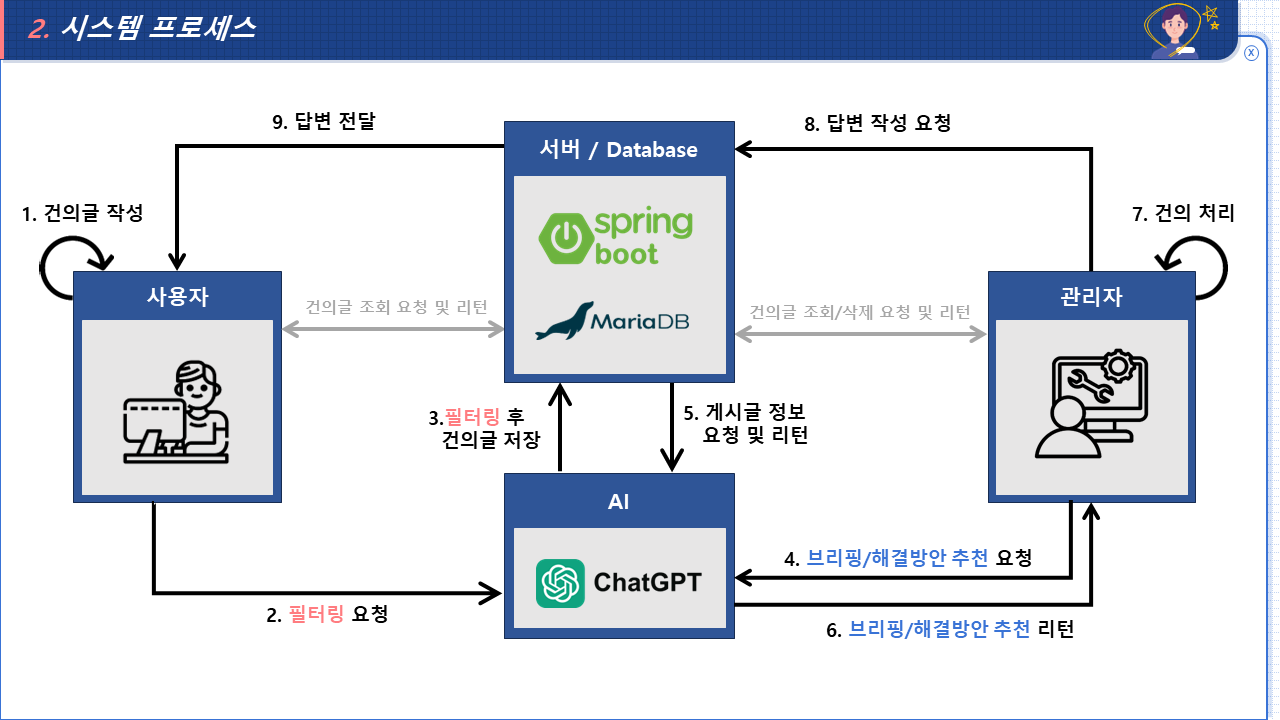 2. 시스템 프로세스
x
9. 답변 전달
8. 답변 작성 요청
서버 / Database
1. 건의글 작성
7. 건의 처리
spring
boot
사용자
관리자
건의글 조회 요청 및 리턴
건의글 조회/삭제 요청 및 리턴
MariaDB
3.필터링 후
건의글 저장
5. 게시글 정보
요청 및 리턴
AI
4. 브리핑/해결방안 추천 요청
ChatGPT
2. 필터링 요청
6. 브리핑/해결방안 추천 리턴